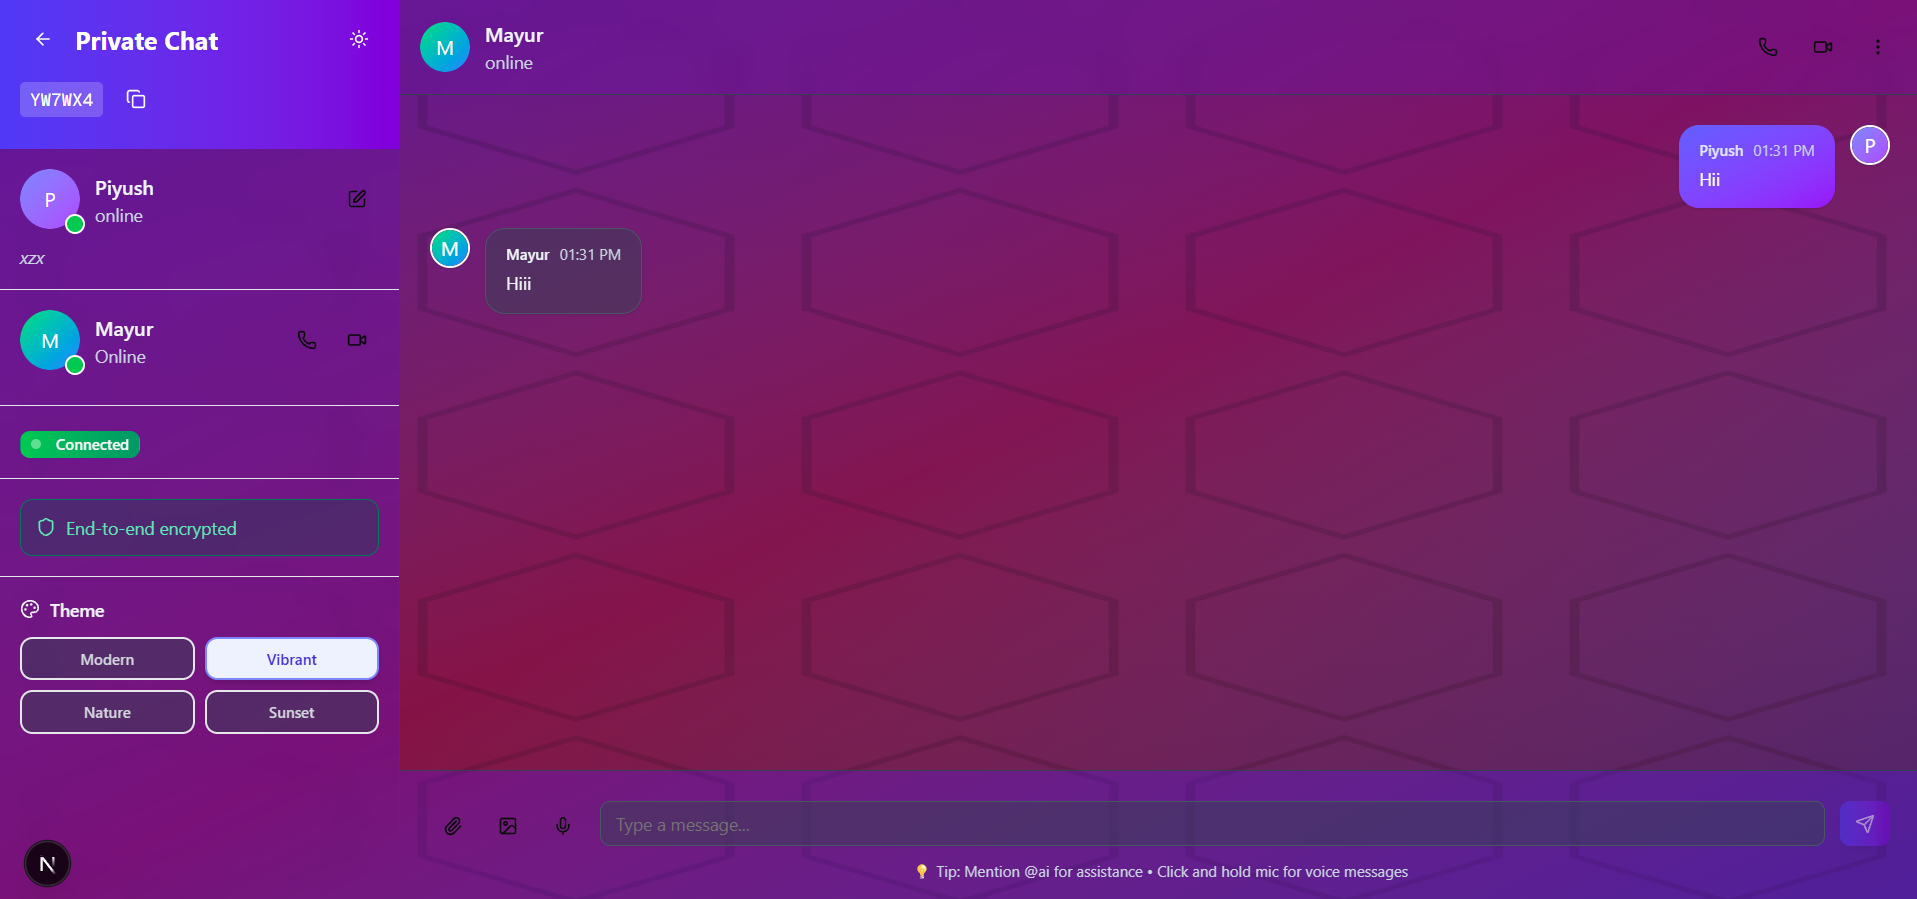 Private Chat
YW7WX4
P
Piyush
online
xzx
M
Mayur
Online
Connected
End-to-end encrypted
Theme
Modern
Vibrant
Nature
Sunset
N
M
Mayur
online
Piyush 01:31 PM
Hii
P
M
Mayur 01:31 PM
Hiii
Type a message...
💡 Tip: Mention @ai for assistance • Click and hold mic for voice messages